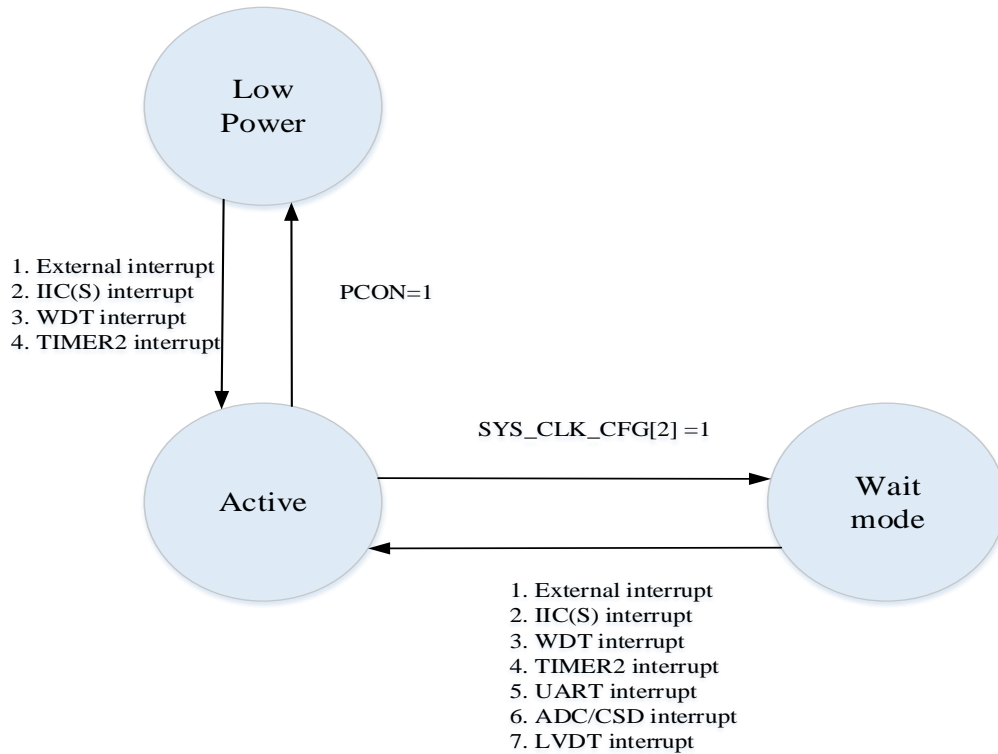 Low
Power
1. External interrupt
2. IIC(S) interrupt
3. WDT interrupt
4. TIMER2 interrupt
PCON=1
SYS_CLK_CFG[2] =1
Active
Wait
mode
1. External interrupt
2. IIC(S) interrupt
3. WDT interrupt
4. TIMER2 interrupt
5. UART interrupt
6. ADC/CSD interrupt
7. LVDT interrupt